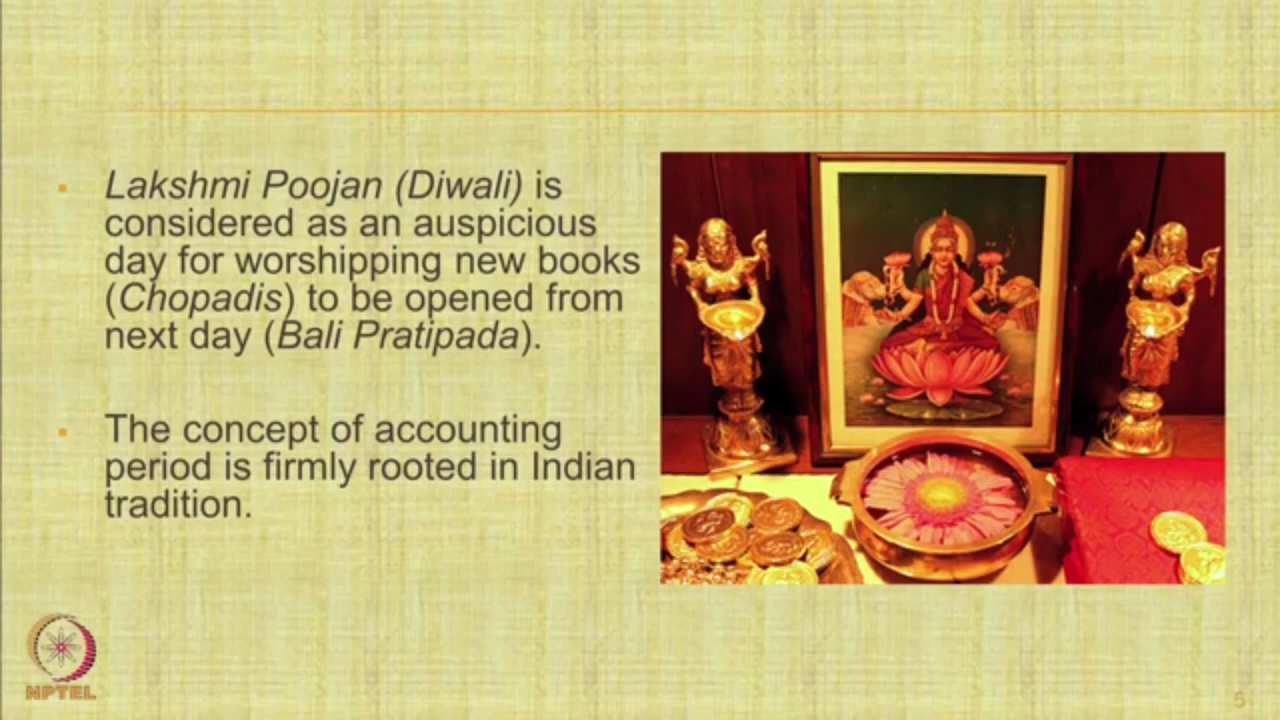 Lakshmi Poojan (Diwali) is
considered as an auspicious
day for worshipping new books
(Chopadis) to be opened from
next day (Bali Pratipada).
The concept of accounting
period is firmly rooted in Indian
tradition.
NPTEL
5